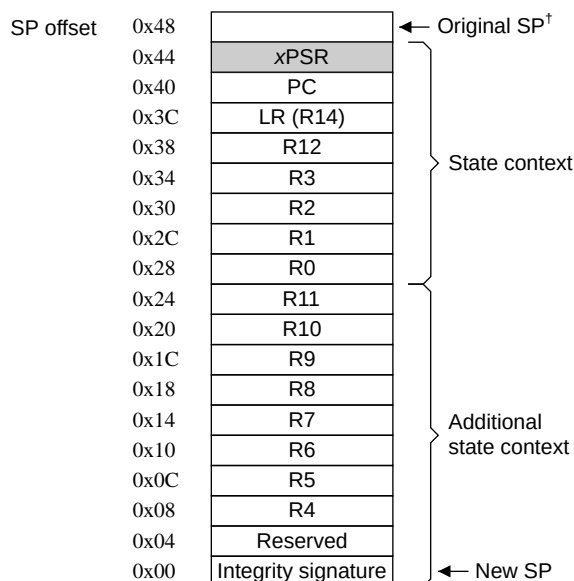 SP offset 0x48 Original SP†
0x44 xPSR
0x40 PC
0x3C LR (R14)
0x38 R12
0x34 R3 State context
0x30 R2
0x2C R1
0x28 R0
0x24 R11
0x20 R10
0x1C R9
0x18 R8
0x14 R7 Additional
0x10 R6 state context
0x0C R5
0x08 R4
0x04 Reserved
0x00 Integrity signature New SP